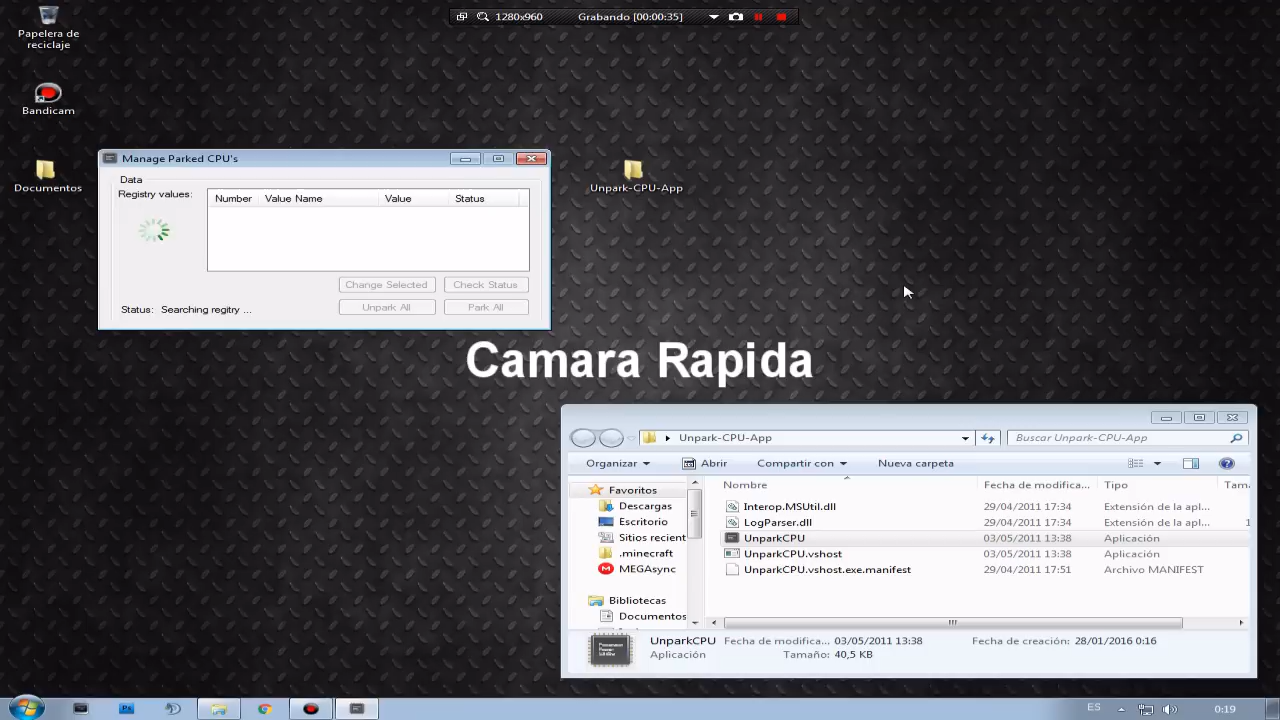 1280x960 Grabando [00:00:35]
Papelera de
reciclaje
Bandicam
Documentos
Manage Parked CPU's
Data
Registry values:
Number Value Name Value Status
Change Selected Check Status
Unpark All Park All
Status: Searching regitry ...
Unpark-CPU-App
Camara Rapida
Unpark-CPU-App
Buscar Unpark-CPU-App
Organizar Abrir Compartir con Nueva carpeta
Favoritos
Descargas
Escritorio
Sitios recient
.minecraft
MEGAsync
Bibliotecas
Documentos
Nombre Fecha de modifica... Tipo Tama
Interop.MSUtil.dll 29/04/2011 17:34 Extensión de la apl...
LogParser.dll 29/04/2011 17:34 Extensión de la apl... 1
UnparkCPU 03/05/2011 13:38 Aplicación
UnparkCPU.vshost 03/05/2011 13:38 Aplicación
UnparkCPU.vshost.exe.manifest 29/04/2011 17:51 Archivo MANIFEST
UnparkCPU Fecha de modifica... 03/05/2011 13:38 Fecha de creación: 28/01/2016 0:16
Aplicación Tamaño: 40,5 KB
ES 0:19